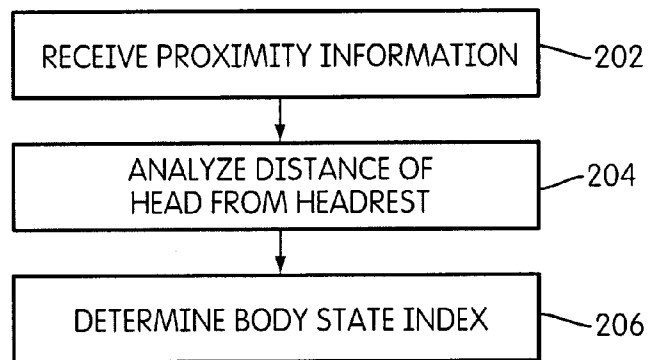 RECEIVE PROXIMITY INFORMATION
202
ANALYZE DISTANCE OF
HEAD FROM HEADREST
204
DETERMINE BODY STATE INDEX
206